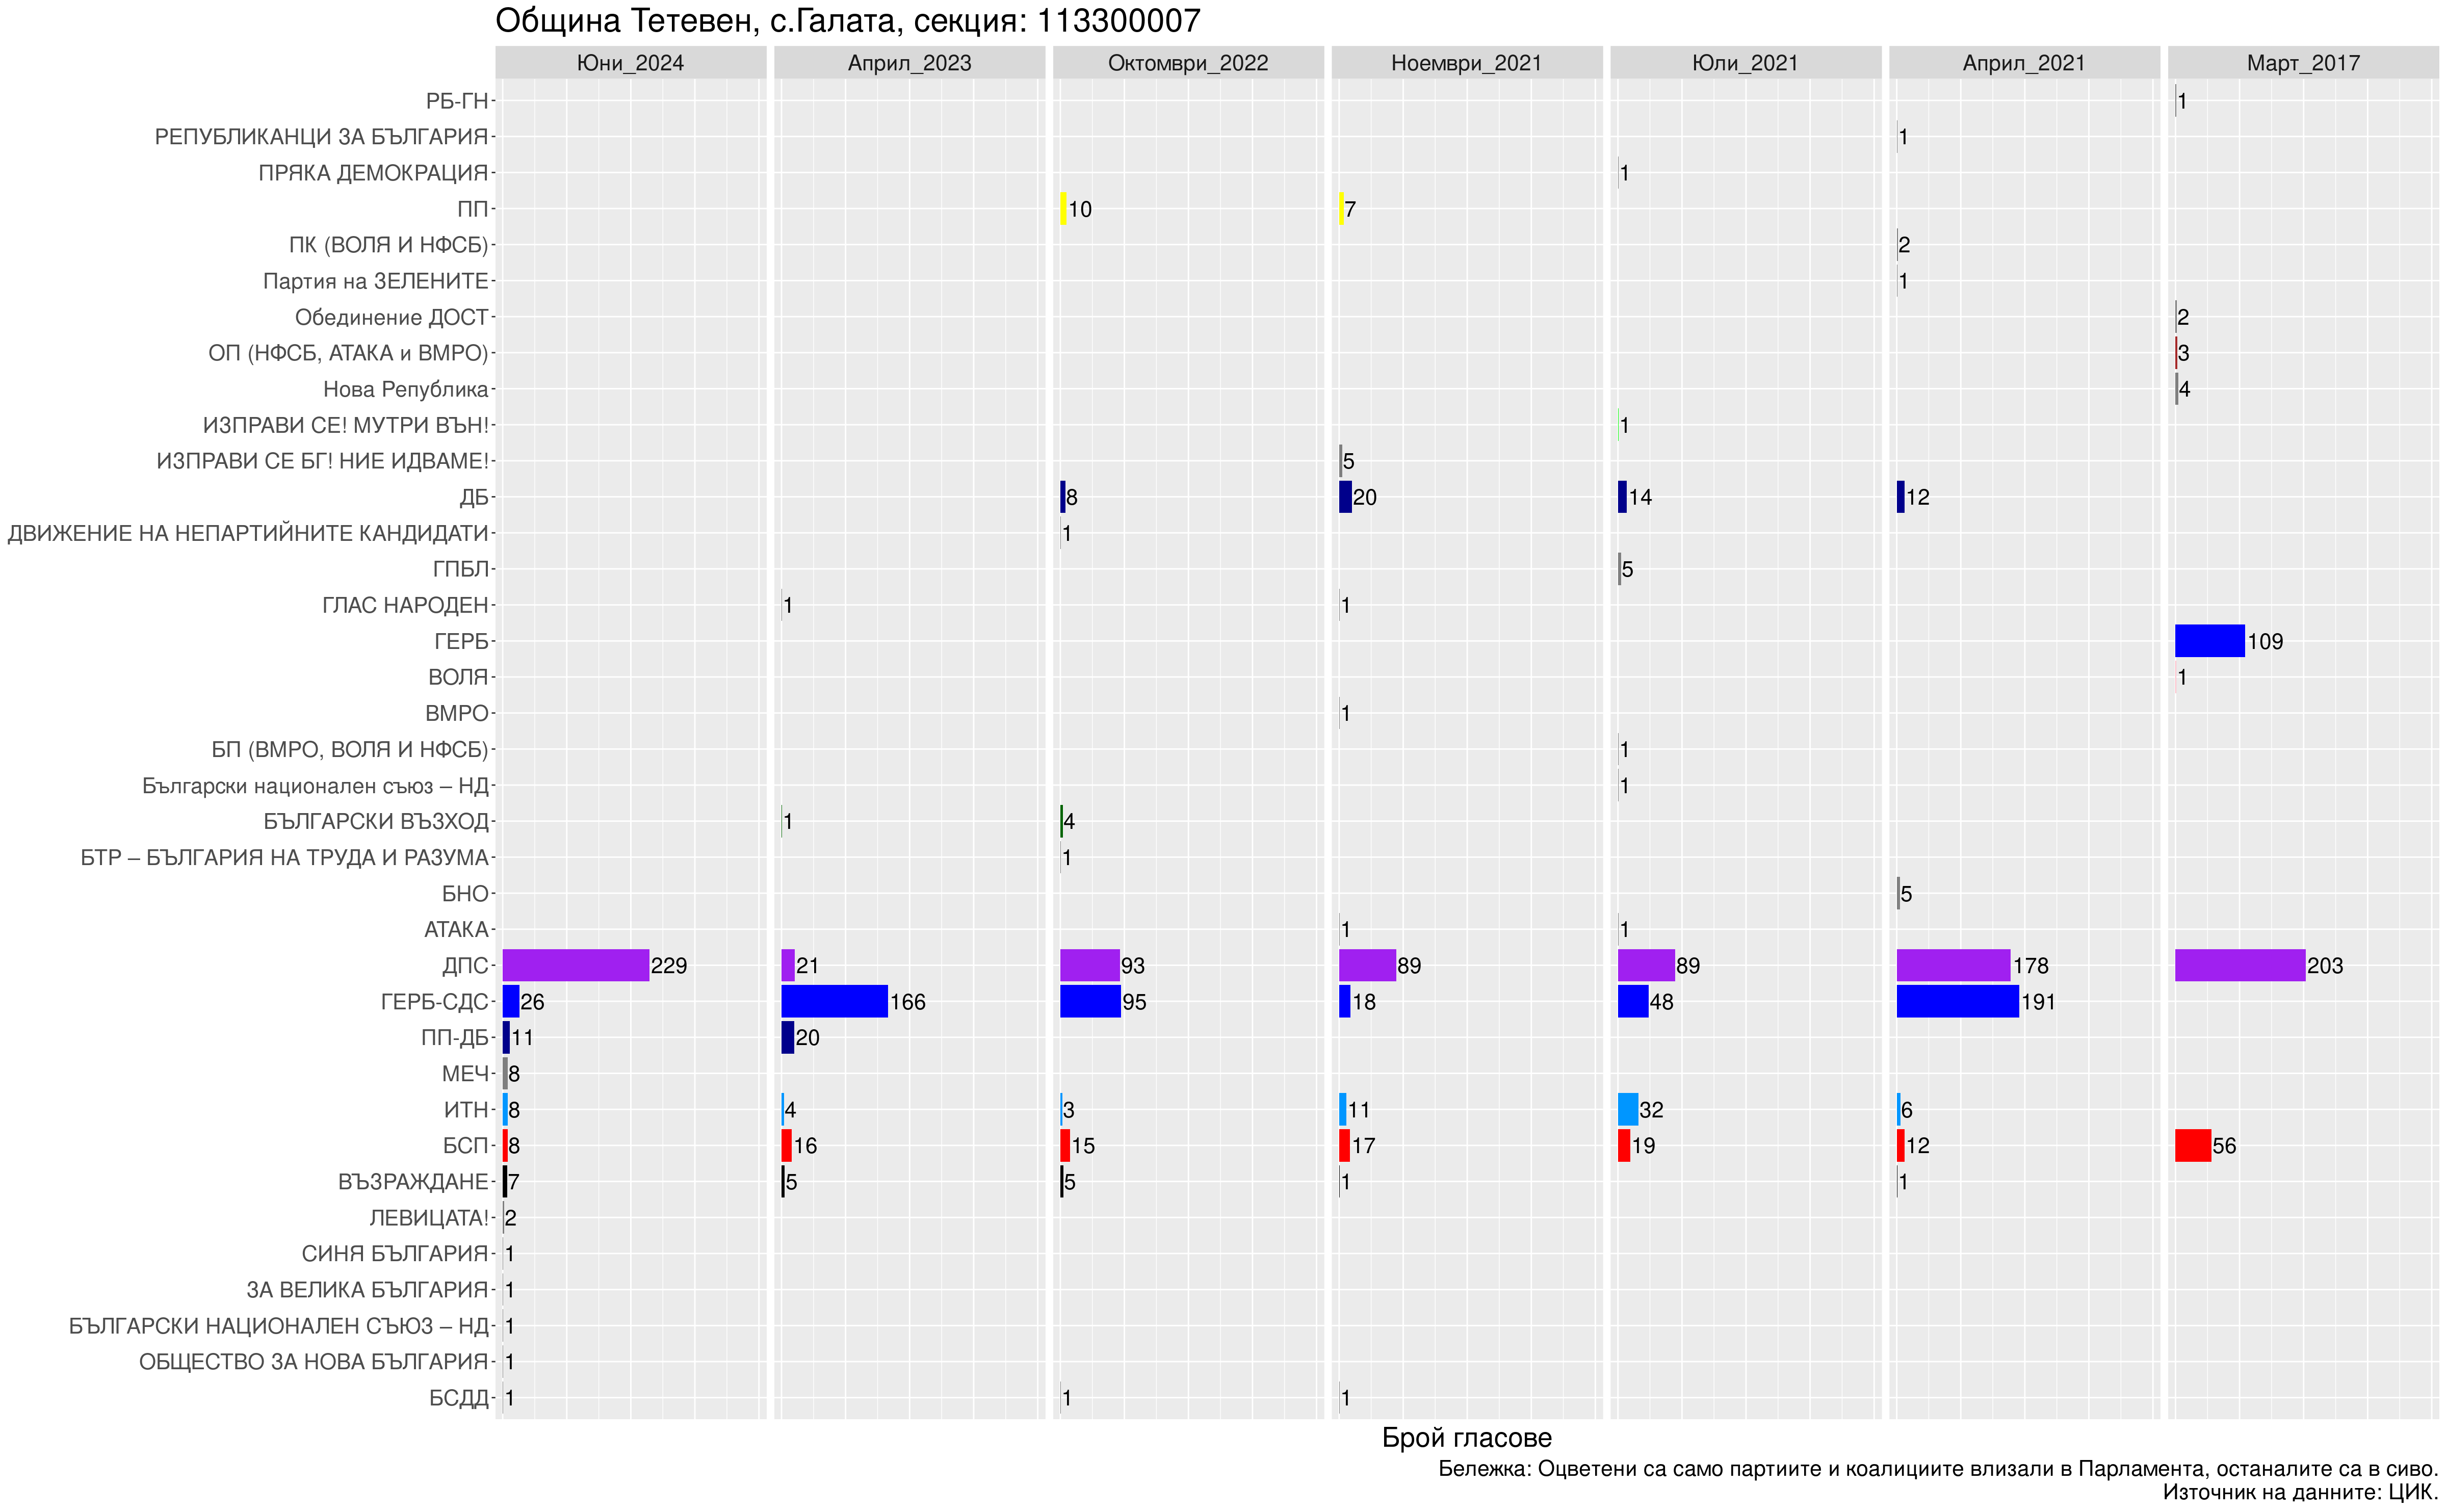 Община Тетевен, с.Галата, секция: 113300007
Юни_2024 Април_2023 Октомври_2022 Ноември_2021 Юли_2021 Април_2021 Март_2017
РБ-ГН 1
РЕПУБЛИКАНЦИ ЗА БЪЛГАРИЯ 1
ПРЯКА ДЕМОКРАЦИЯ 1
ПП 10 7
ПК (ВОЛЯ И НФСБ) 2
Партия на ЗЕЛЕНИТЕ 1
Обединение ДОСТ 2
ОП (НФСБ, АТАКА и ВМРО) 3
Нова Република 4
ИЗПРАВИ СЕ! МУТРИ ВЪН! 1
ИЗПРАВИ СЕ БГ! НИЕ ИДВАМЕ! 5
ДБ 8 20 14 12
ДВИЖЕНИЕ НА НЕПАРТИЙНИТЕ КАНДИДАТИ 1
ГПБЛ 5
ГЛАС НАРОДЕН 1 1
ГЕРБ 109
ВОЛЯ 1
ВМРО 1
БП (ВМРО, ВОЛЯ И НФСБ) 1
Български национален съюз – НД 1
БЪЛГАРСКИ ВЪЗХОД 1 4
БТР – БЪЛГАРИЯ НА ТРУДА И РАЗУМА 1
БНО 5
АТАКА 1 1
ДПС 229 21 93 89 89 178 203
ГЕРБ-СДС 26 166 95 18 48 191
ПП-ДБ 11 20
МЕЧ 8
ИТН 8 4 3 11 32 6
БСП 8 16 15 17 19 12 56
ВЪЗРАЖДАНЕ 7 5 5 1 1
ЛЕВИЦАТА! 2
СИНЯ БЪЛГАРИЯ 1
ЗА ВЕЛИКА БЪЛГАРИЯ 1
БЪЛГАРСКИ НАЦИОНАЛЕН СЪЮЗ – НД 1
ОБЩЕСТВО ЗА НОВА БЪЛГАРИЯ 1
БСДД 1 1 1
Брой гласове
Бележка: Оцветени са само партиите и коалициите влизали в Парламента, останалите са в сиво.
Източник на данните: ЦИК.